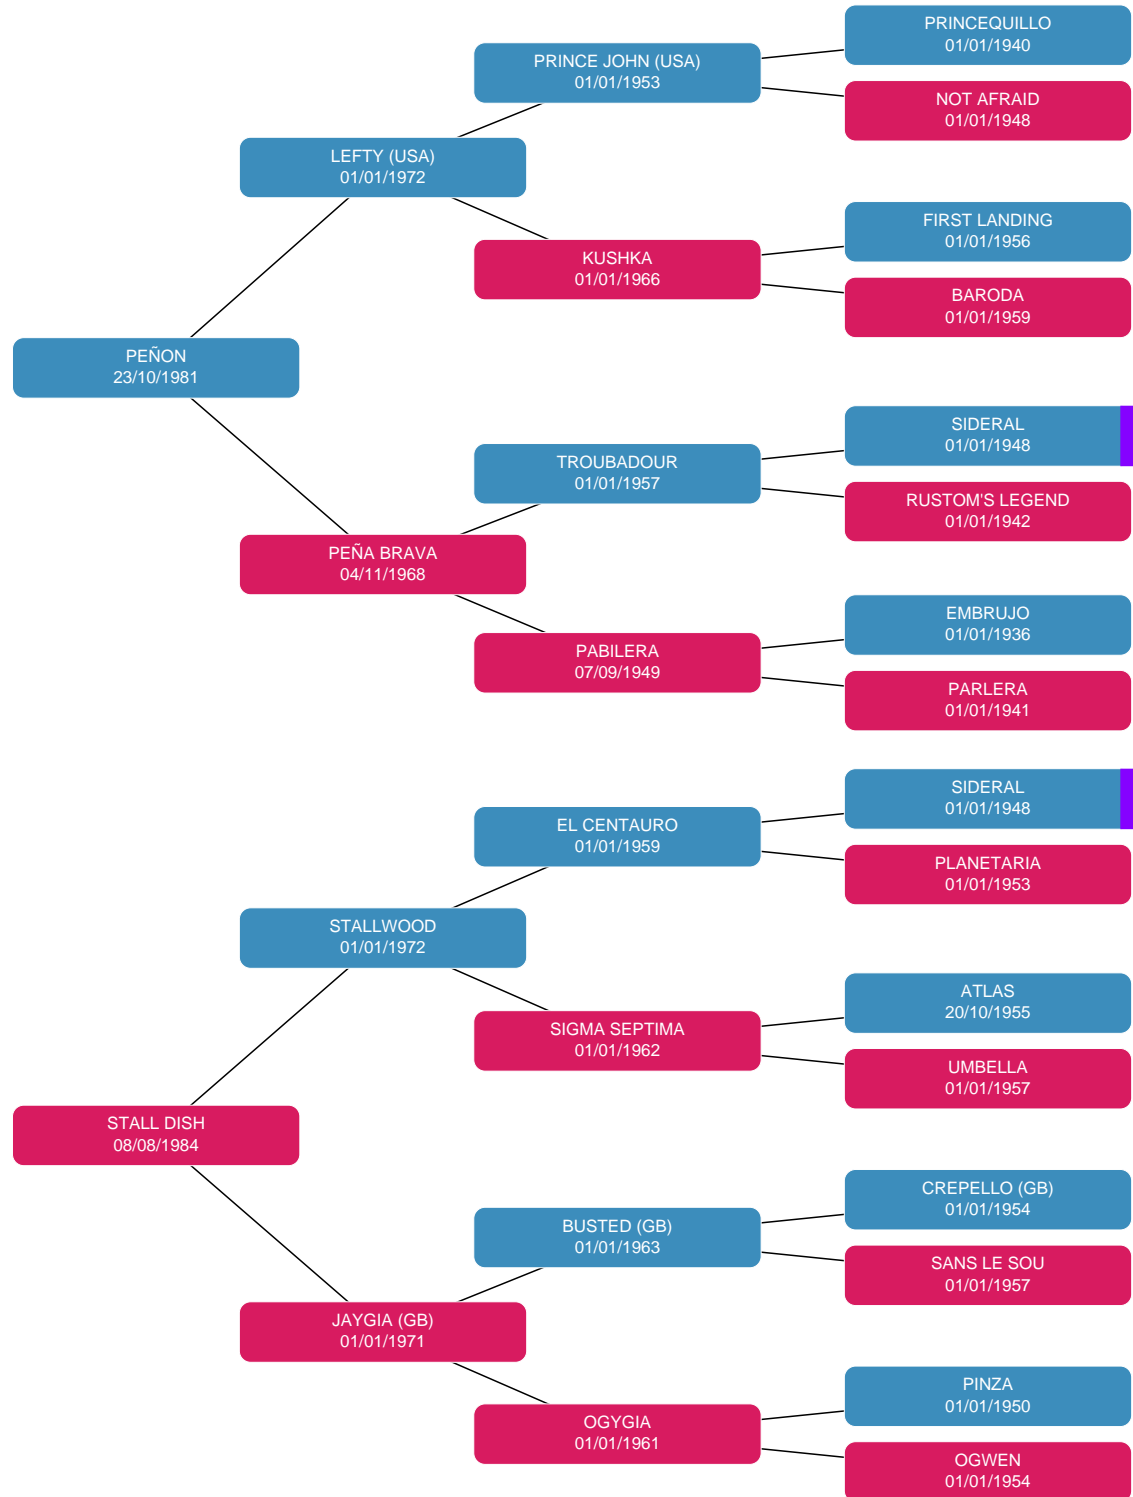 PRINCEQUILLO
01/01/1940
PRINCE JOHN (USA)
01/01/1953
NOT AFRAID
01/01/1948
LEFTY (USA)
01/01/1972
FIRST LANDING
01/01/1956
KUSHKA
01/01/1966
BARODA
01/01/1959
PEÑON
23/10/1981
SIDERAL
01/01/1948
TROUBADOUR
01/01/1957
RUSTOM'S LEGEND
01/01/1942
PEÑA BRAVA
04/11/1968
EMBRUJO
01/01/1936
PABILERA
07/09/1949
PARLERA
01/01/1941
SIDERAL
01/01/1948
EL CENTAURO
01/01/1959
PLANETARIA
01/01/1953
STALLWOOD
01/01/1972
ATLAS
20/10/1955
SIGMA SEPTIMA
01/01/1962
UMBELLA
01/01/1957
STALL DISH
08/08/1984
CREPELLO (GB)
01/01/1954
BUSTED (GB)
01/01/1963
SANS LE SOU
01/01/1957
JAYGIA (GB)
01/01/1971
PINZA
01/01/1950
OGYGIA
01/01/1961
OGWEN
01/01/1954